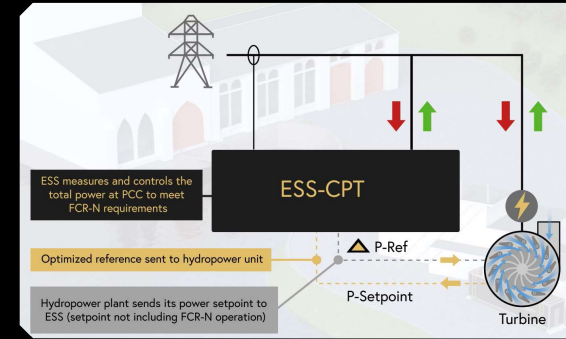 ESS measures and controls the
total power at PCC to meet
FCR-N requirements
ESS-CPT
Optimized reference sent to hydropower unit
P-Ref
Hydropower plant sends its power setpoint to
ESS (setpoint not including FCR-N operation)
P-Setpoint
Turbine